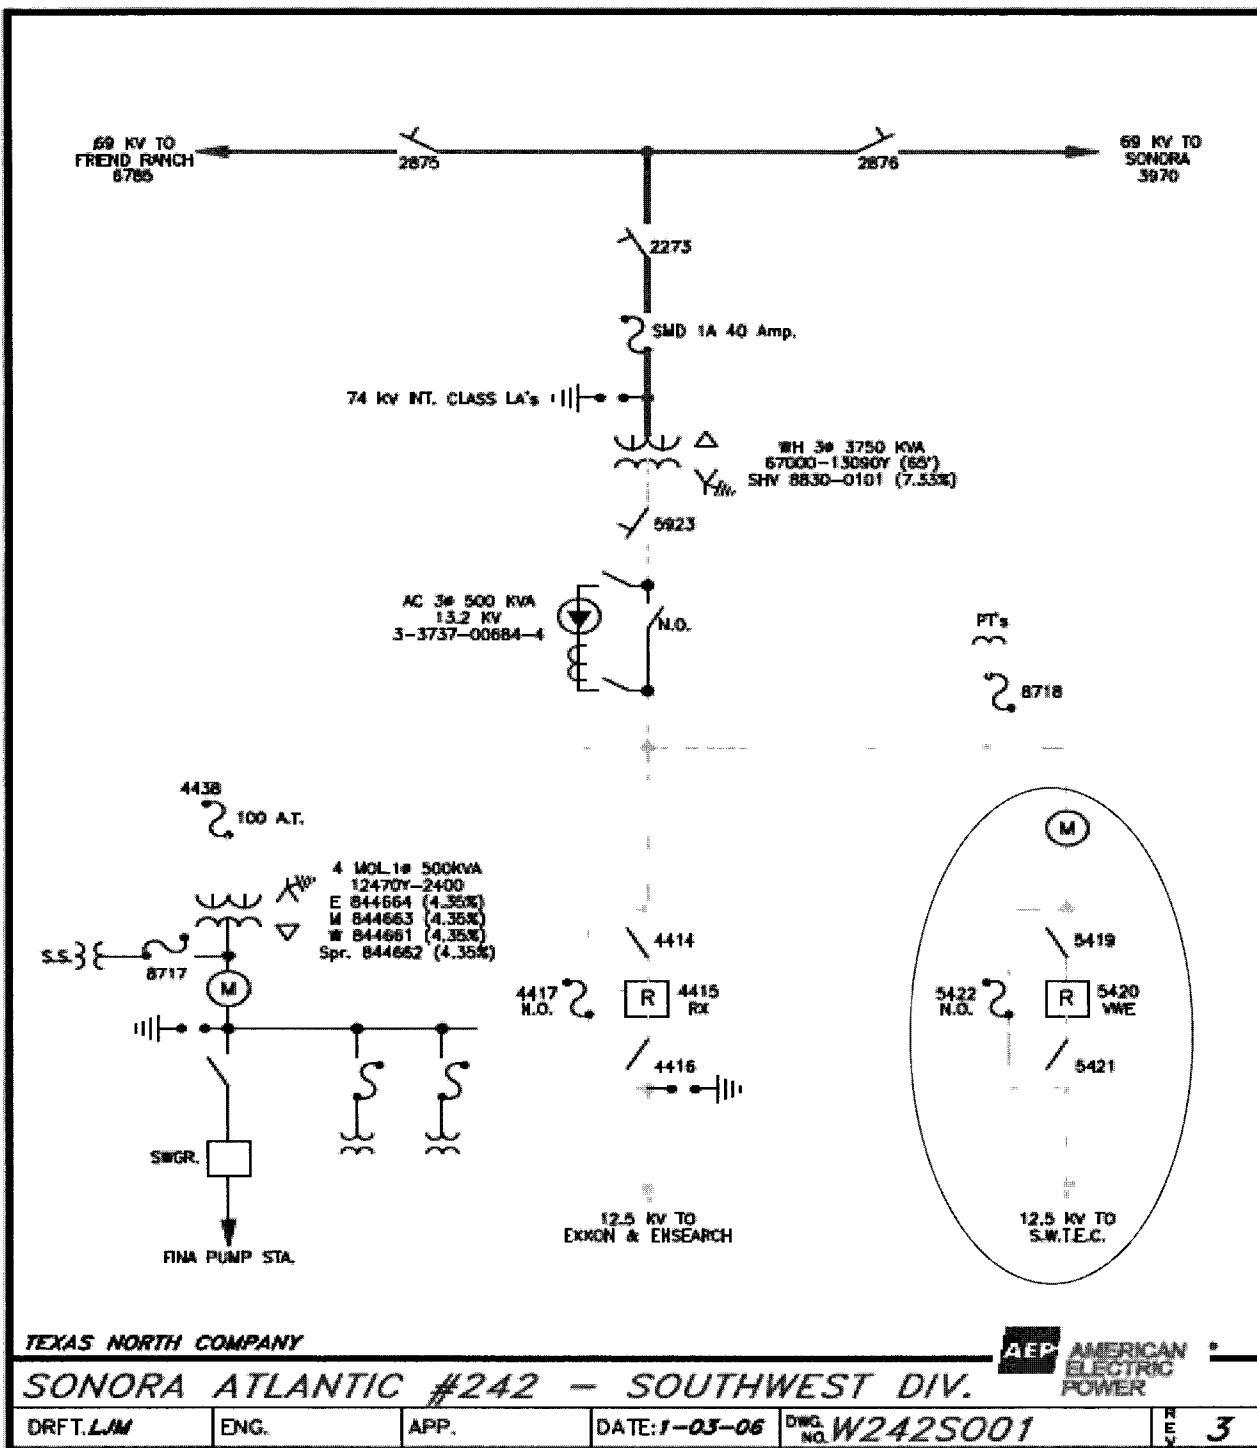 69 KV TO
FRIEND RANCH
6785
2875
2876
69 KV TO
SONORA
3970
2273
SMD 1A 40 Amp.
74 KV INT. CLASS LA's
WH 3ø 3750 KVA
67000-13090Y (65°)
SHV 8830-0101 (7.33%)
5923
AC 3ø 500 KVA
13.2 KV
3-3737-00684-4
N.O.
PT's
8718
4438
100 A.T.
M
4 MOL.1ø 500KVA
12470Y-2400
E 844664 (4.35%)
M 844663 (4.35%)
W 844661 (4.35%)
Spr. 844662 (4.35%)
S.S.
8717
M
4414
5419
4417
N.O.
R
4415
RX
5422
N.O.
R
5420
VWE
4416
5421
SWGR.
FINA PUMP STA.
12.5 KV TO
EXXON & ENSEARCH
12.5 KV TO
S.W.T.E.C.
TEXAS NORTH COMPANY
AEP AMERICAN
ELECTRIC
POWER
SONORA ATLANTIC #242 - SOUTHWEST DIV.
DRFT. LJM ENG. APP. DATE: 1-03-06 DWG. NO. W242S001 REV 3